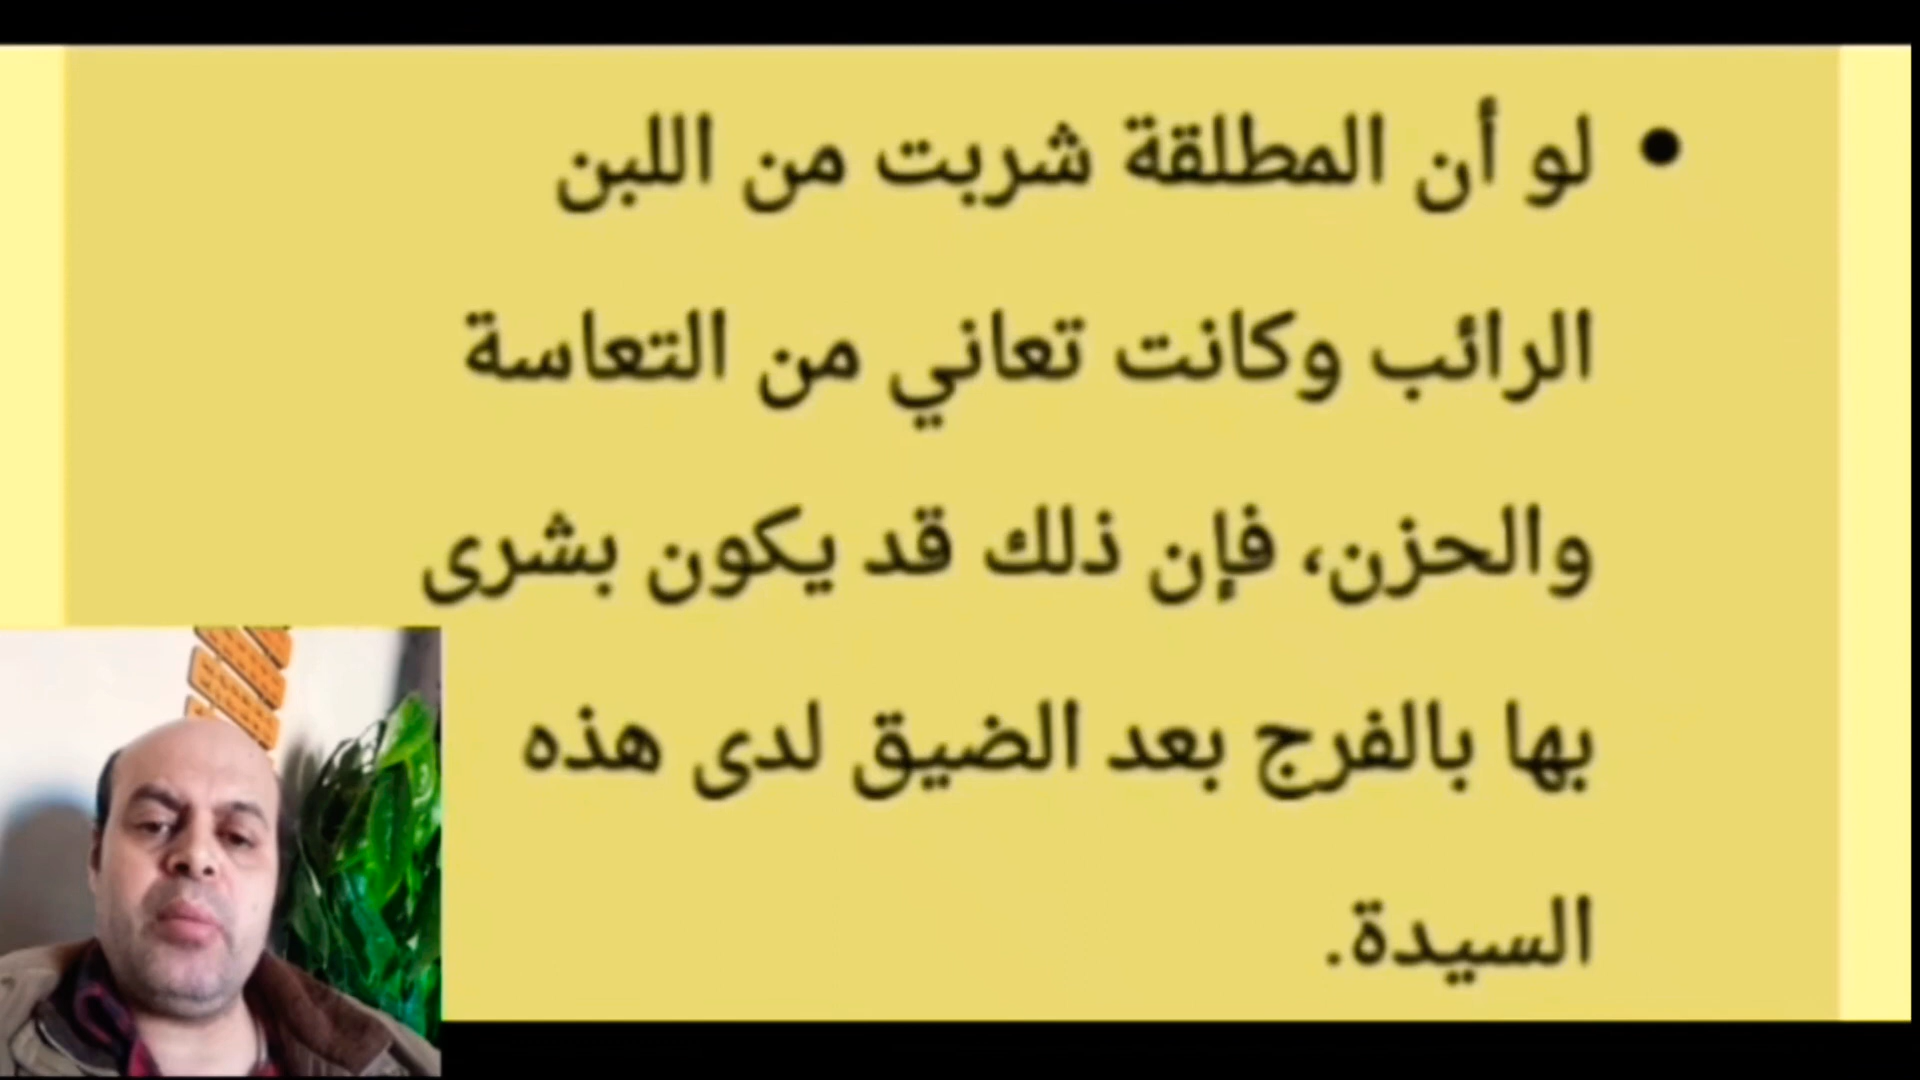 • لو أن المطلقة شربت من اللبن
الرائب وكانت تعاني من التعاسة
والحزن، فإن ذلك قد يكون بشرى
بها بالفرج بعد الضيق لدى هذه
السيدة.